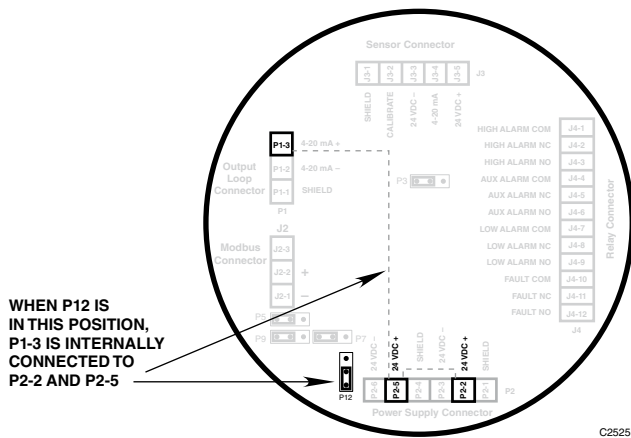 Sensor Connector
J3-1
J3-2
J3-3
J3-4
J3-5
J3
SHIELD
CALIBRATE
24 VDC –
4-20 mA
24 VDC +
P1-3
4-20 mA +
P1-2
4-20 mA –
P1-1
SHIELD
Output
Loop
Connector
P1
P3
HIGH ALARM COM
J4-1
HIGH ALARM NC
J4-2
HIGH ALARM NO
J4-3
AUX ALARM COM
J4-4
AUX ALARM NC
J4-5
AUX ALARM NO
J4-6
LOW ALARM COM
J4-7
LOW ALARM NC
J4-8
LOW ALARM NO
J4-9
FAULT COM
J4-10
FAULT NC
J4-11
FAULT NO
J4-12
J4
Relay Connector
J2
Modbus
Connector
J2-3
J2-2
+
J2-1
–
P5
P9
P7
WHEN P12 IS
IN THIS POSITION,
P1-3 IS INTERNALLY
CONNECTED TO
P2-2 AND P2-5
P12
24 VDC –
24 VDC +
SHIELD
24 VDC –
24 VDC +
SHIELD
P2-6
P2-5
P2-4
P2-3
P2-2
P2-1
P2
Power Supply Connector
C2525